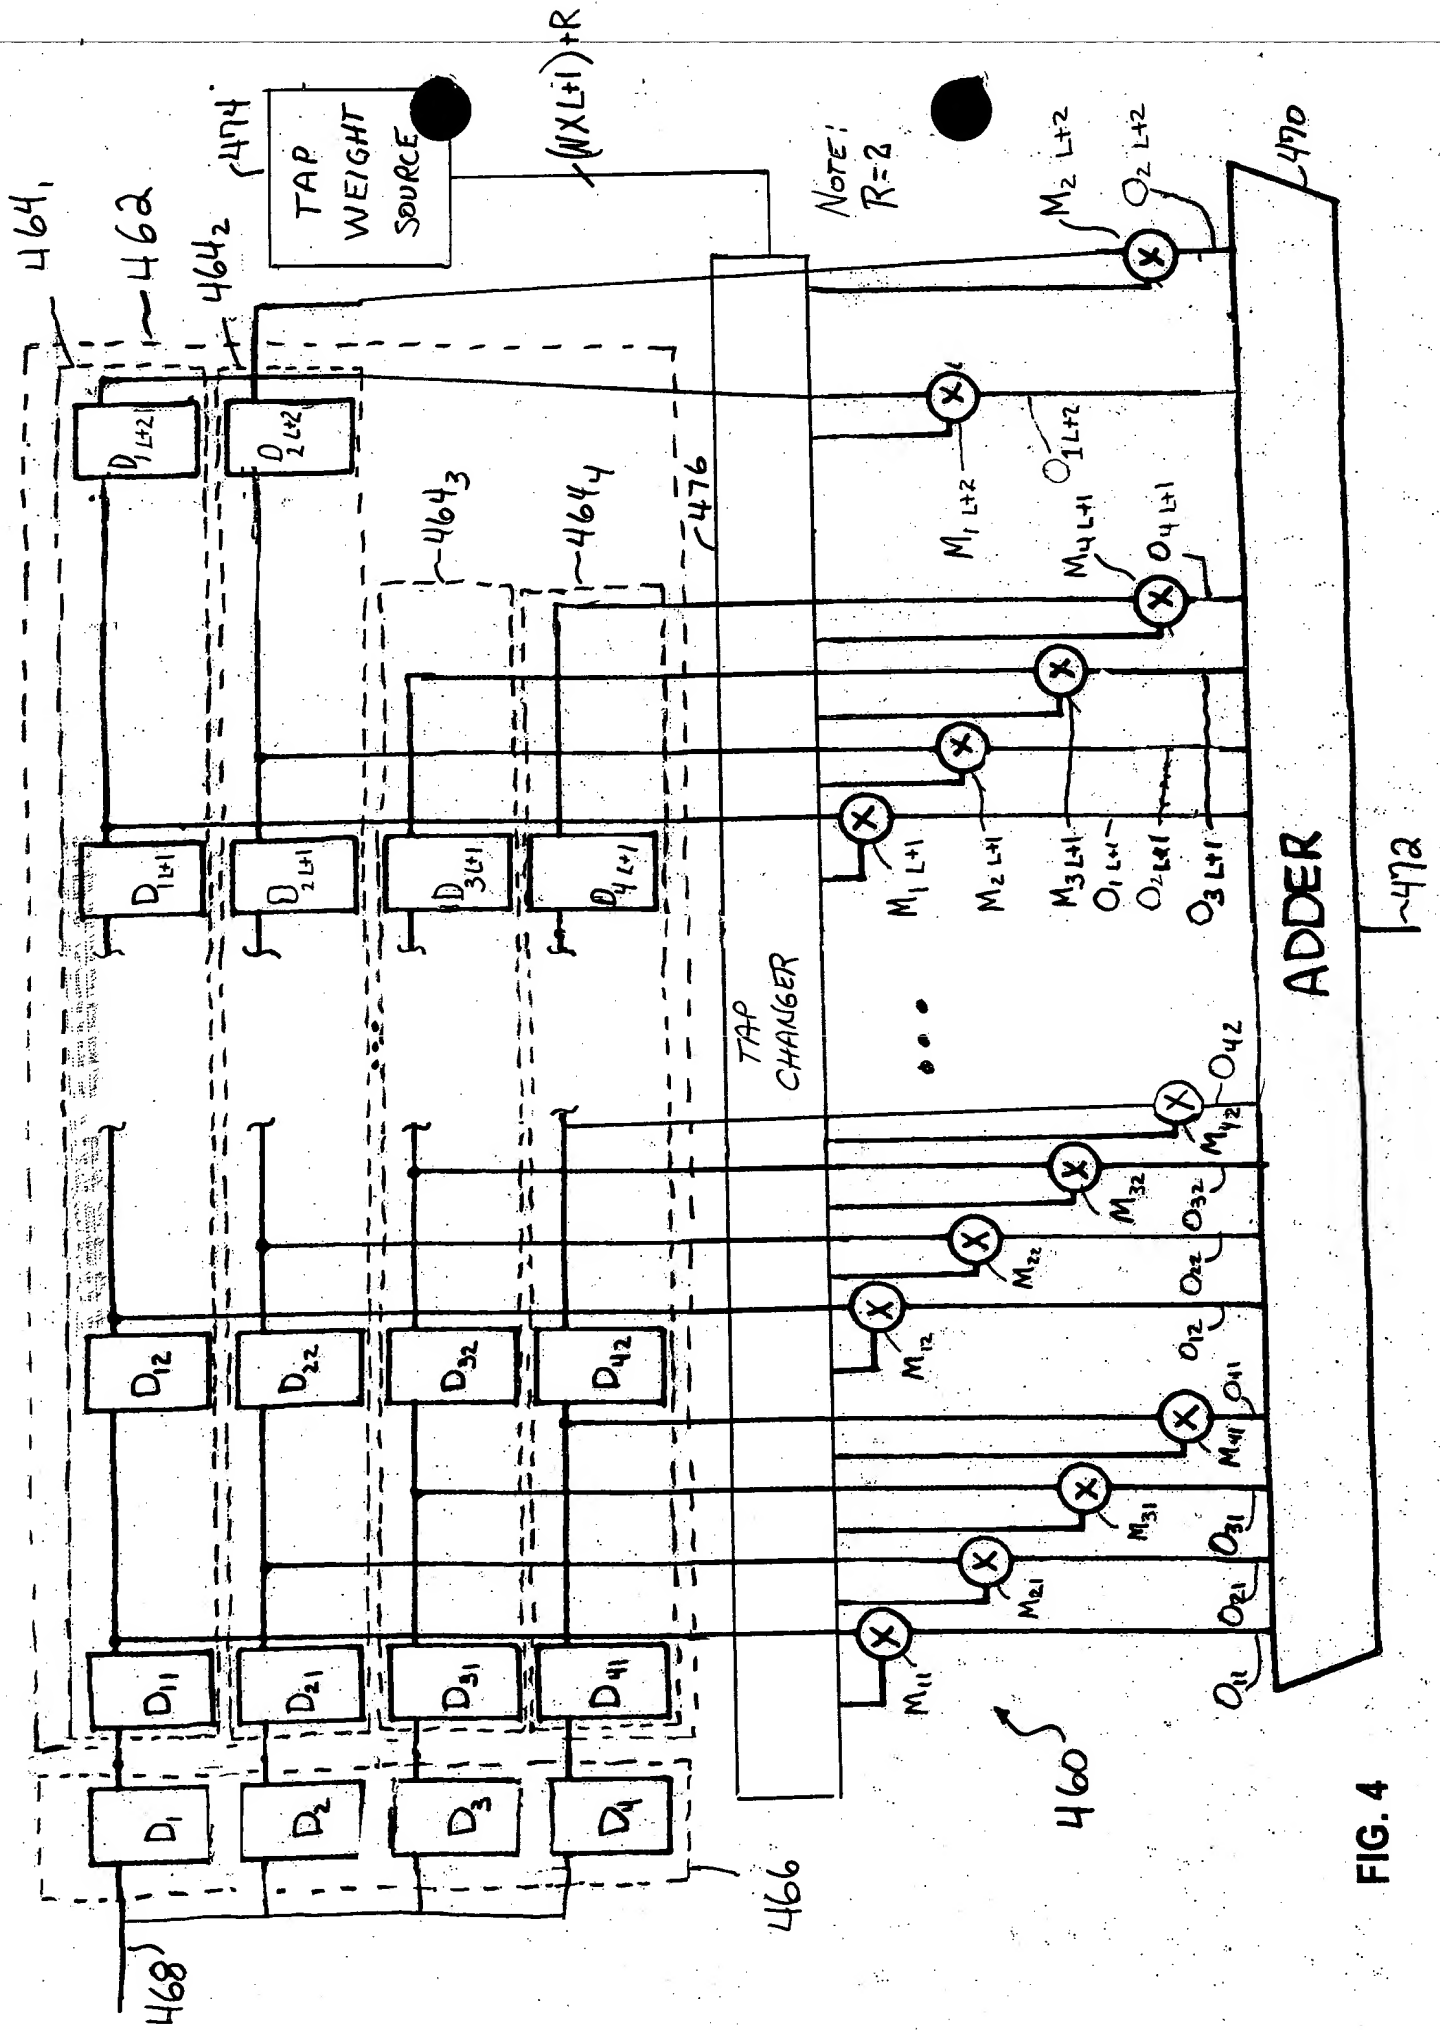 464₁
462
464₂
474
TAP
WEIGHT
SOURCE
(WXL+1)+R
NOTE:
R=2
D₁ L+2
D₂ L+2
464₃
464₄
476
D₁ L+1
D₂ L+1
D₃ L+1
D₄ L+1
D₁₂
D₂₂
D₃₂
D₄₂
D₁₁
D₂₁
D₃₁
D₄₁
D₁
D₂
D₃
D₄
468
466
TAP
CHANGER
• • •
M₁₁
M₂₁
M₃₁
M₄₁
M₁₂
M₂₂
M₃₂
M₄₂
M₁ L+1
M₂ L+1
M₃ L+1
M₄ L+1
M₁ L+2
M₂ L+2
O₁₁
O₂₁
O₃₁
O₄₁
O₁₂
O₂₂
O₃₂
O₄₂
O₁ L+1
O₂ L+1
O₃ L+1
O₄ L+1
O₁ L+2
O₂ L+2
ADDER
470
472
460
FIG. 4